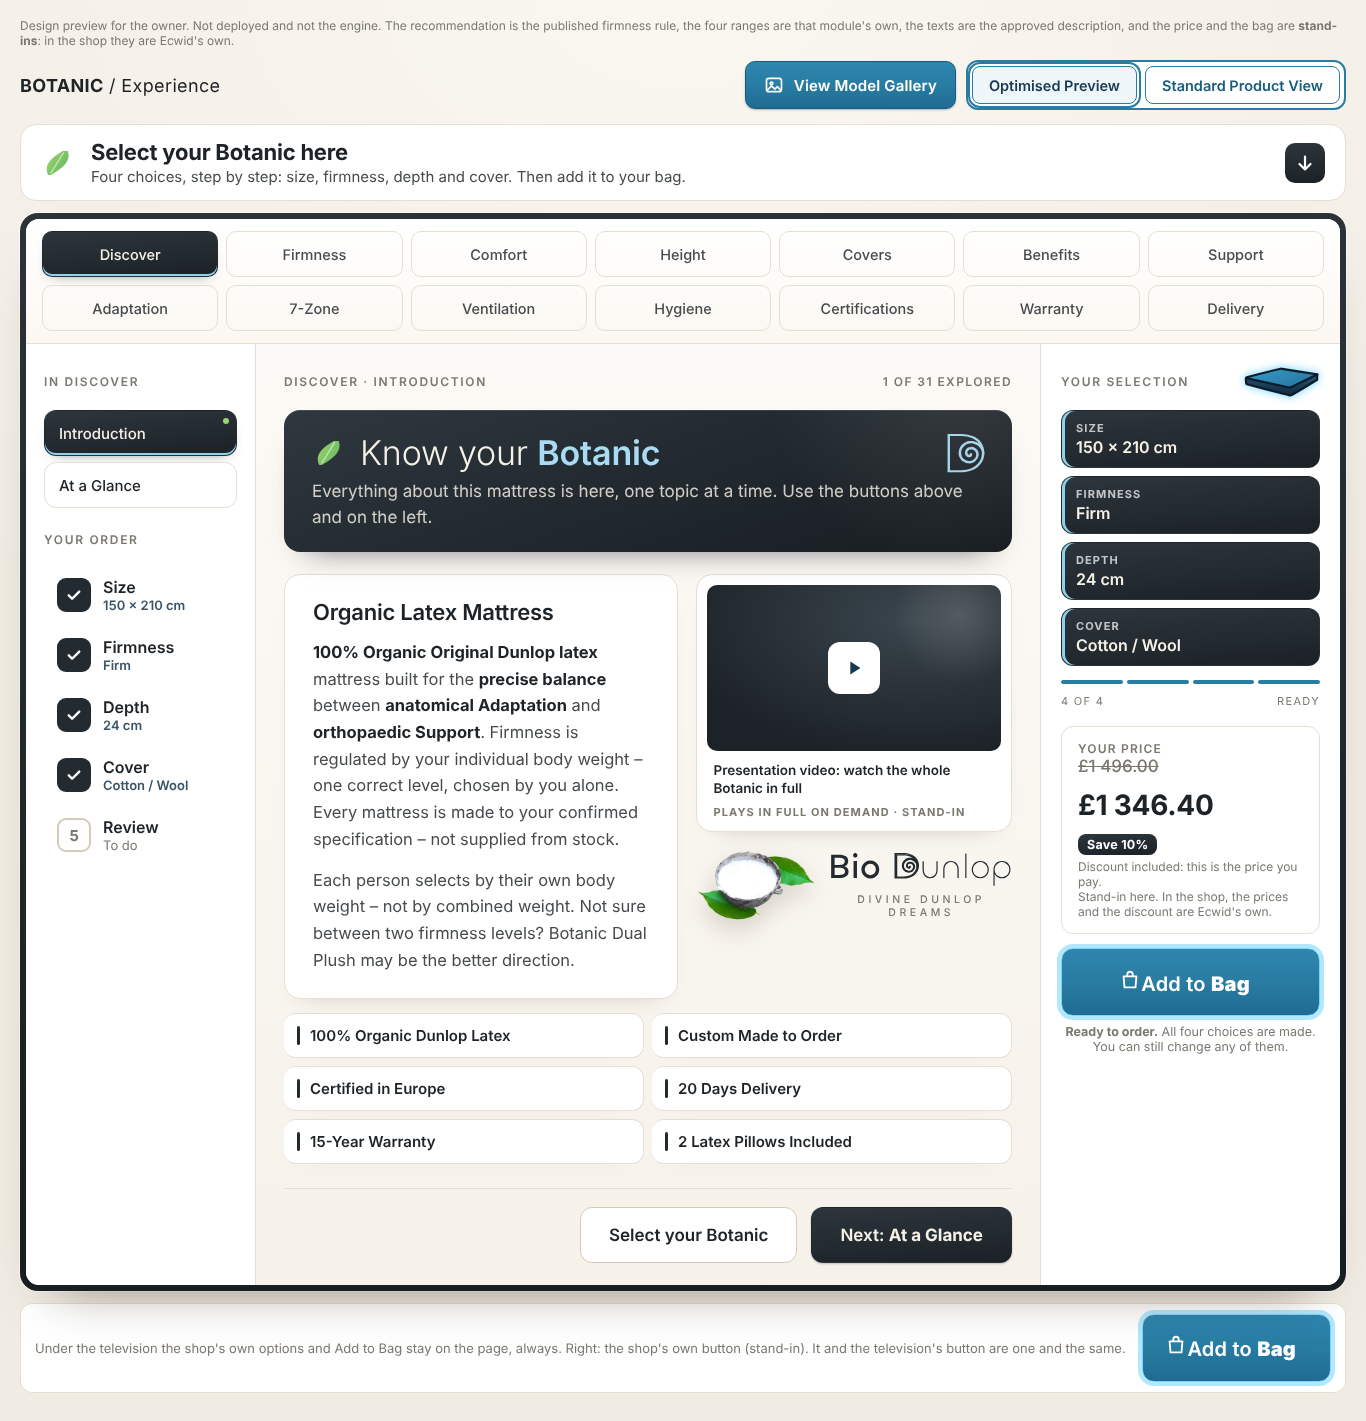 Design preview for the owner. Not deployed and not the engine. The recommendation is the published firmness rule, the four ranges are that module's own, the texts are the approved description, and the price and the bag are stand-
ins: in the shop they are Ecwid's own.
BOTANIC / Experience
View Model Gallery
Optimised Preview
Standard Product View
Select your Botanic here
Four choices, step by step: size, firmness, depth and cover. Then add it to your bag.
Discover
Firmness
Comfort
Height
Covers
Benefits
Support
Adaptation
7-Zone
Ventilation
Hygiene
Certifications
Warranty
Delivery
IN DISCOVER
Introduction
At a Glance
YOUR ORDER
Size
150 × 210 cm
Firmness
Firm
Depth
24 cm
Cover
Cotton / Wool
5
Review
To do
DISCOVER · INTRODUCTION
1 OF 31 EXPLORED
Know your Botanic
Everything about this mattress is here, one topic at a time. Use the buttons above
and on the left.
Organic Latex Mattress
100% Organic Original Dunlop latex
mattress built for the precise balance
between anatomical Adaptation and
orthopaedic Support. Firmness is
regulated by your individual body weight –
one correct level, chosen by you alone.
Every mattress is made to your confirmed
specification – not supplied from stock.
Each person selects by their own body
weight – not by combined weight. Not sure
between two firmness levels? Botanic Dual
Plush may be the better direction.
Presentation video: watch the whole
Botanic in full
PLAYS IN FULL ON DEMAND · STAND-IN
Bio Dunlop
DIVINE DUNLOP
DREAMS
100% Organic Dunlop Latex
Custom Made to Order
Certified in Europe
20 Days Delivery
15-Year Warranty
2 Latex Pillows Included
Select your Botanic
Next: At a Glance
YOUR SELECTION
SIZE
150 × 210 cm
FIRMNESS
Firm
DEPTH
24 cm
COVER
Cotton / Wool
4 OF 4
READY
YOUR PRICE
£1 496.00
£1 346.40
Save 10%
Discount included: this is the price you
pay.
Stand-in here. In the shop, the prices
and the discount are Ecwid's own.
Add to Bag
Ready to order. All four choices are made.
You can still change any of them.
Under the television the shop's own options and Add to Bag stay on the page, always. Right: the shop's own button (stand-in). It and the television's button are one and the same.
Add to Bag